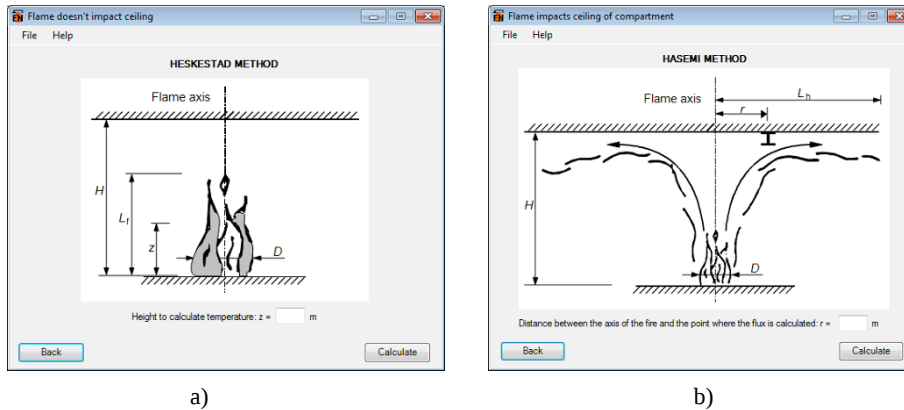 EN Flame doesn't impact ceiling
File Help
HESKESTAD METHOD
Flame axis
H
Lf
z
D
Height to calculate temperature: z = m
Back Calculate
a)
EN Flame impacts ceiling of compartment
File Help
HASEMI METHOD
Flame axis
Lh
r
H
D
Distance between the axis of the fire and the point where the flux is calculated: r = m
Back Calculate
b)